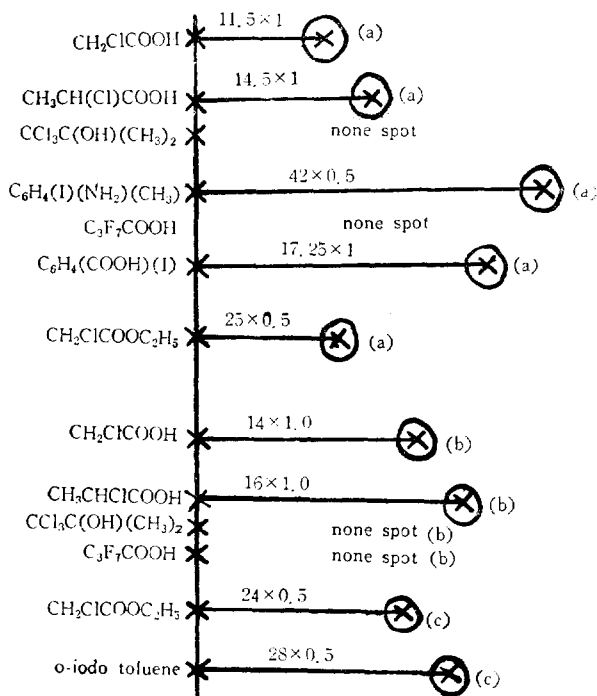 11.5×1
CH₂ClCOOH (a)
14.5×1
CH₃CH(Cl)COOH (a)
CCl₃C(OH)(CH₃)₂ none spot
42×0.5
C₆H₄(I)(NH₂)(CH₃) (a)
C₃F₇COOH none spot
17.25×1
C₆H₄(COOH)(I) (a)
25×0.5
CH₂ClCOOC₂H₅ (a)
14×1.0
CH₂ClCOOH (b)
16×1.0
CH₃CHClCOOH (b)
CCl₃C(OH)(CH₃)₂ none spot (b)
C₃F₇COOH none spot (b)
24×0.5
CH₂ClCOOC₂H₅ (c)
28×0.5
o-iodo toluene (c)